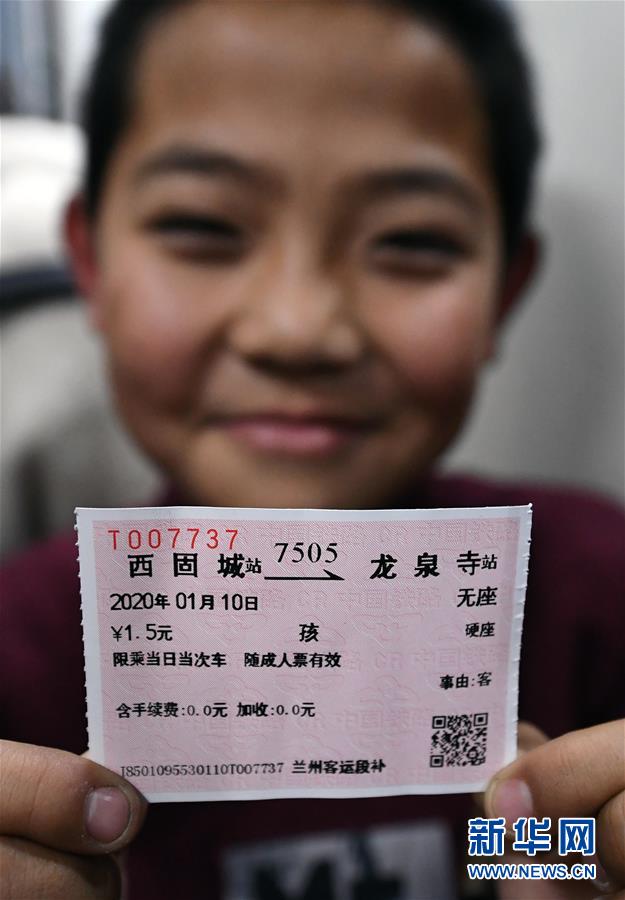 T007737
西固城站 7505 龙泉寺站
2020年01月10日 无座
¥1.5元 孩 硬座
限乘当日当次车 随成人票有效
事由:客
含手续费:0.0元 加收:0.0元
J8501095530110T007737 兰州客运段补
新华网
WWW.NEWS.CN